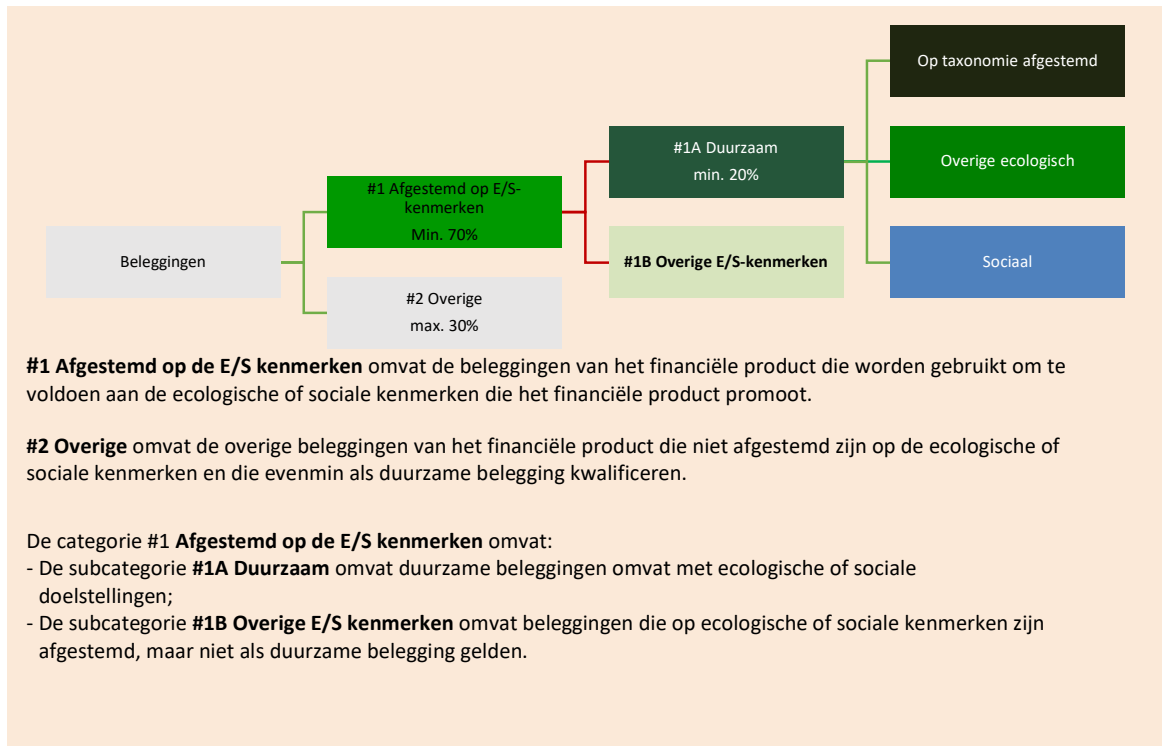 Op taxonomie afgestemd
#1A Duurzaam
min. 20%
Overige ecologisch
#1 Afgestemd op E/S-
kenmerken
Min. 70%
Beleggingen
#1B Overige E/S-kenmerken
Sociaal
#2 Overige
max. 30%
#1 Afgestemd op de E/S kenmerken omvat de beleggingen van het financiële product die worden gebruikt om te
voldoen aan de ecologische of sociale kenmerken die het financiële product promoot.
#2 Overige omvat de overige beleggingen van het financiële product die niet afgestemd zijn op de ecologische of
sociale kenmerken en die evenmin als duurzame belegging kwalificeren.
De categorie #1 Afgestemd op de E/S kenmerken omvat:
- De subcategorie #1A Duurzaam omvat duurzame beleggingen omvat met ecologische of sociale
doelstellingen;
- De subcategorie #1B Overige E/S kenmerken omvat beleggingen die op ecologische of sociale kenmerken zijn
afgestemd, maar niet als duurzame belegging gelden.